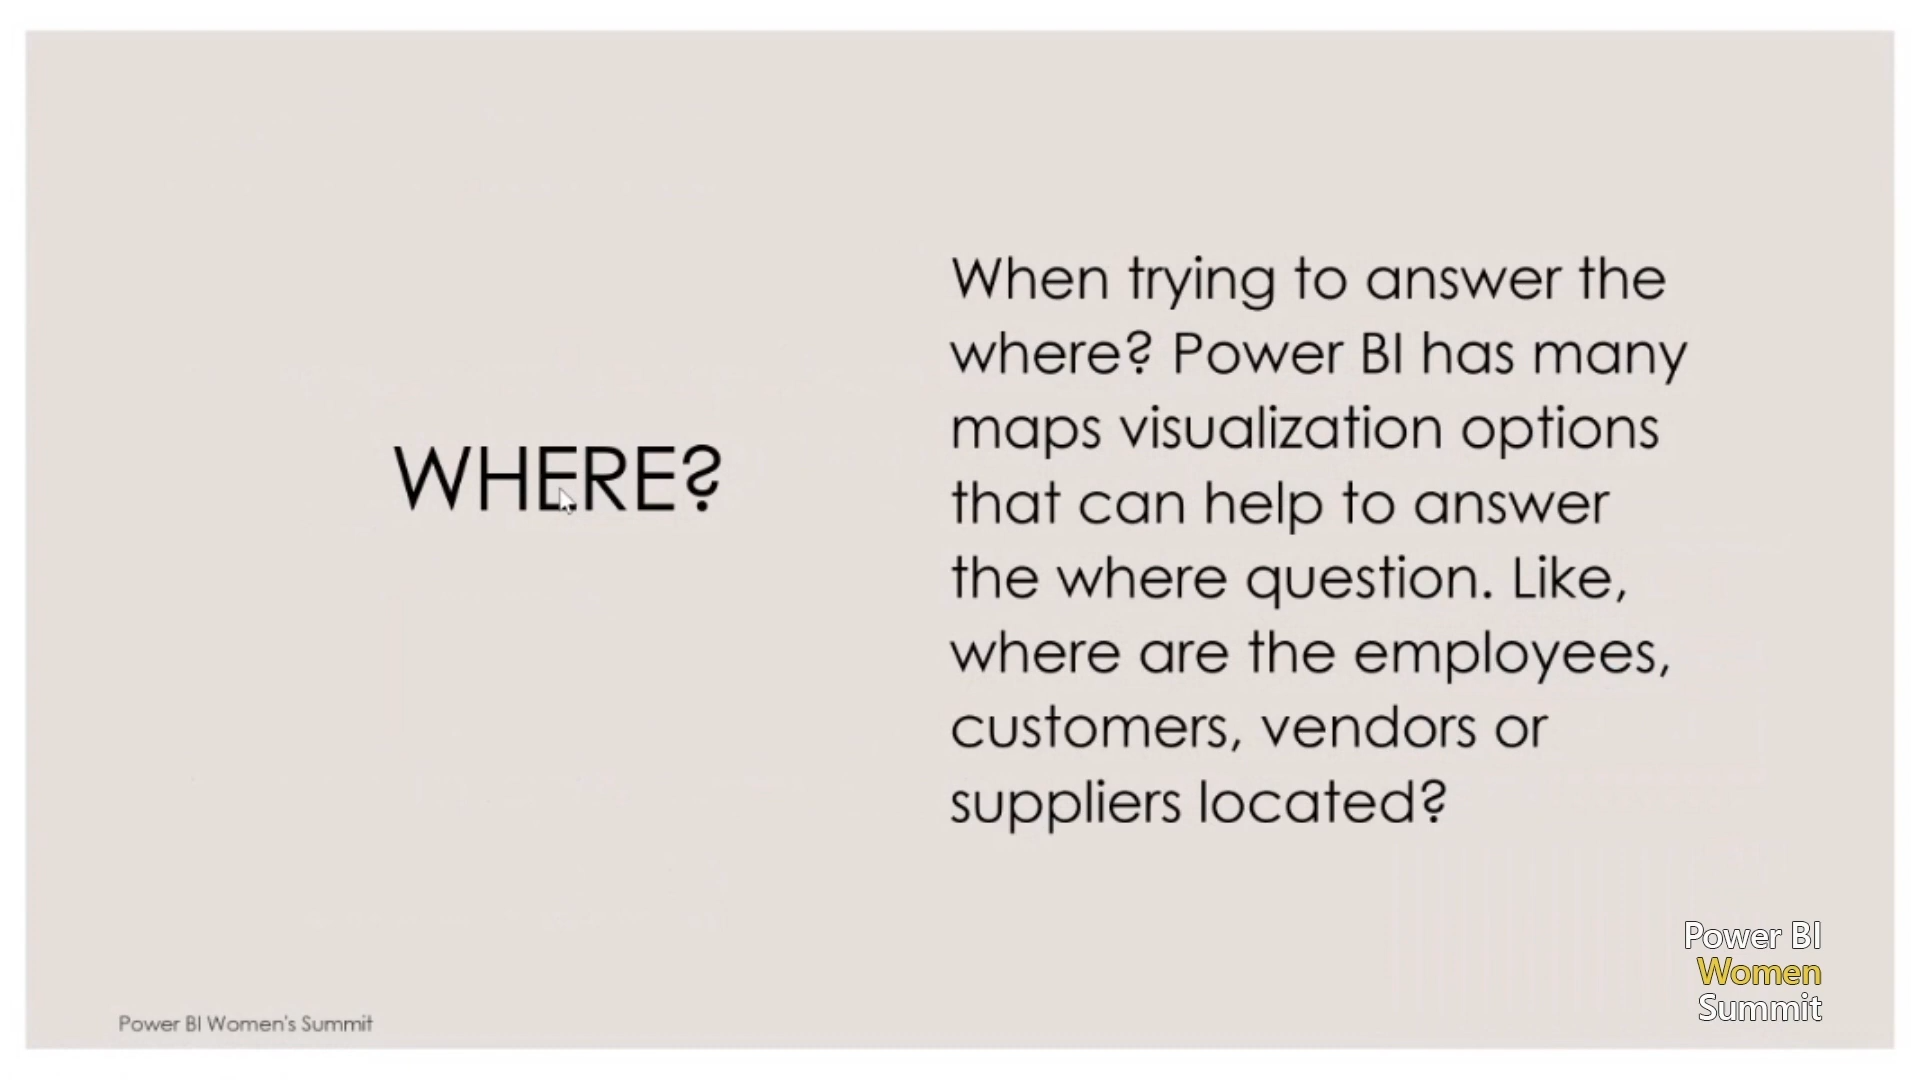 WHERE?
When trying to answer the
where? Power BI has many
maps visualization options
that can help to answer
the where question. Like,
where are the employees,
customers, vendors or
suppliers located?
Power BI
Women
Summit
Power BI Women's Summit